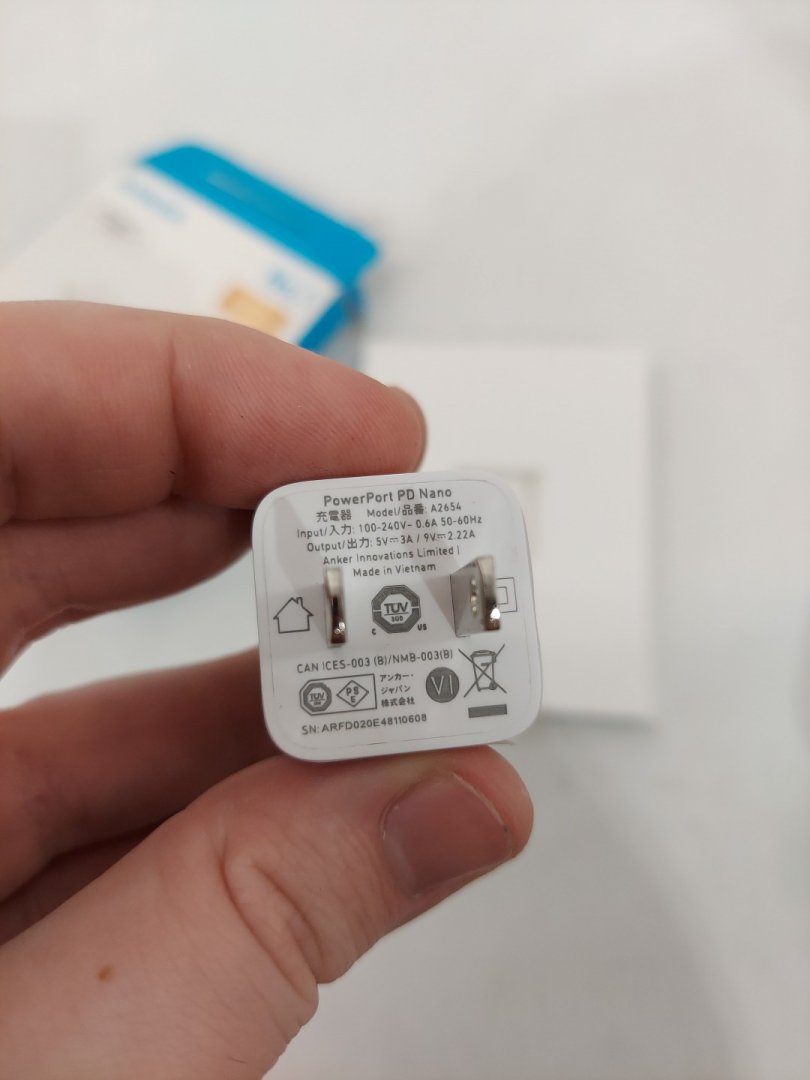 PowerPort PD Nano
充電器 Model/品番: A2654
Input/入力: 100-240V~ 0.6A 50-60Hz
Output/出力: 5V⎓3A / 9V⎓2.22A
Anker Innovations Limited |
Made in Vietnam
TÜV
SÜD
C US
CAN ICES-003 (B)/NMB-003(B)
TÜV
PS
E
アンカー・
ジャパン
株式会社
VI
SN: ARFD020E48110608